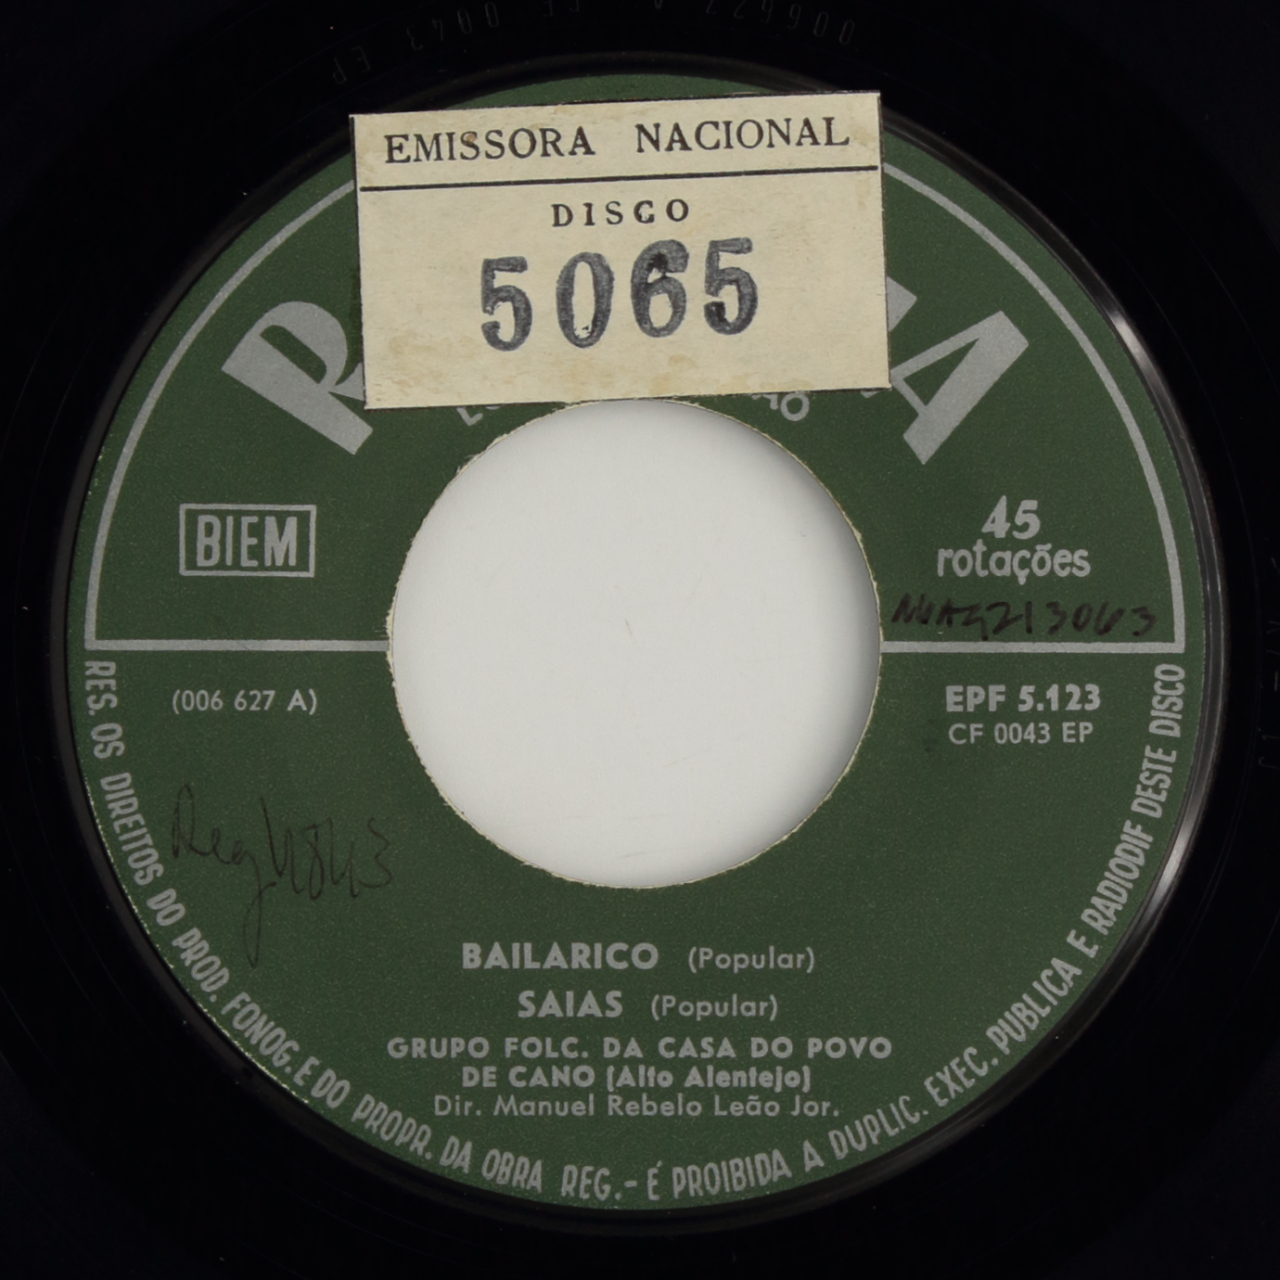 EMISSORA NACIONAL
DISCO
5065
BIEM
45
rotações
(006 627 A)
EPF 5.123
CF 0043 EP
BAILARICO (Popular)
SAIAS (Popular)
GRUPO FOLC. DA CASA DO POVO
DE CANO (Alto Alentejo)
Dir. Manuel Rebelo Leão Jor.
RES. OS DIREITOS DO PROD. FONOG. E DO PROPR. DA OBRA REG.- É PROIBIDA A DUPLIC. EXEC. PUBLICA E RADIODIF DESTE DISCO